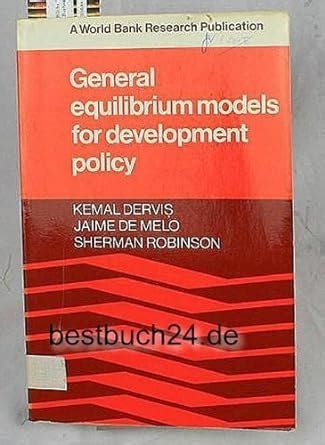 A World Bank Research Publication
General
equilibrium models
for development
policy
KEMAL DERVIŞ
JAIME DE MELO
SHERMAN ROBINSON
bestbuch24.de